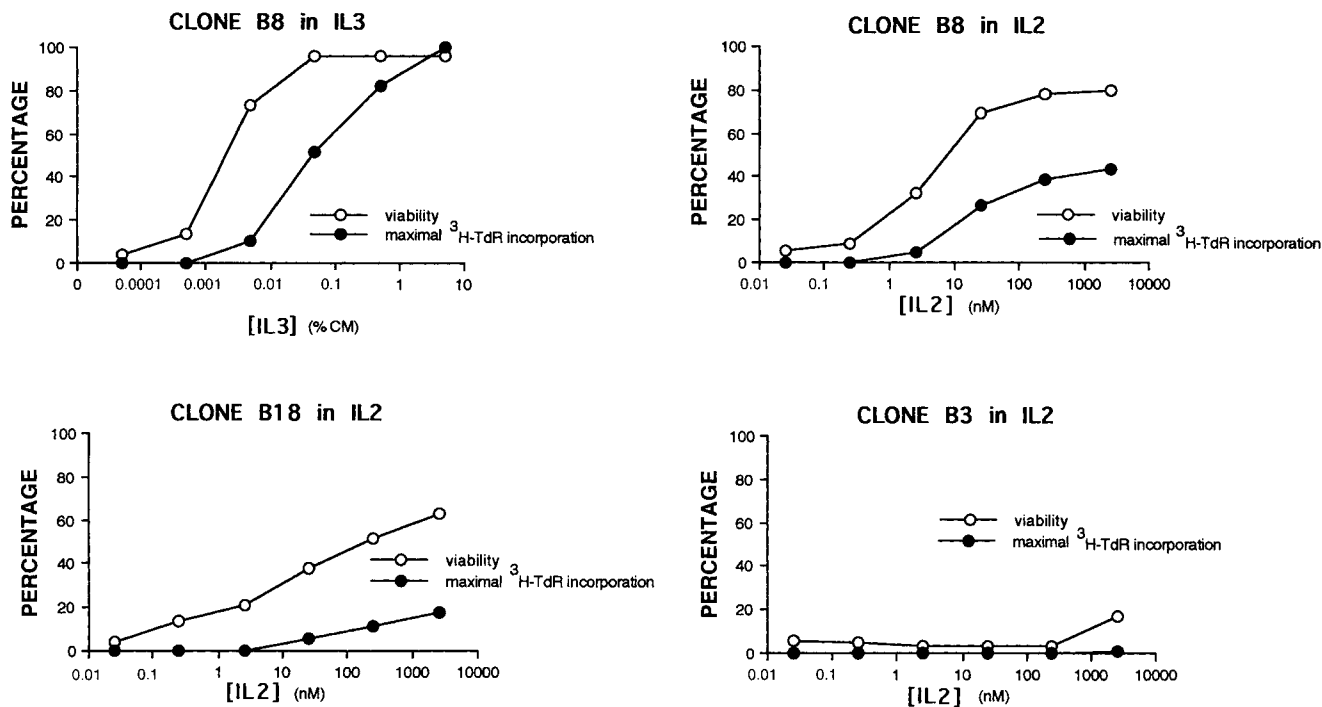 CLONE B8 in IL3
PERCENTAGE
100
80
60
40
20
0
viability
maximal ³H-TdR incorporation
0 0.0001 0.001 0.01 0.1 1 10
[IL3] (% CM)
CLONE B8 in IL2
PERCENTAGE
100
80
60
40
20
0
viability
maximal ³H-TdR incorporation
0.01 0.1 1 10 100 1000 10000
[IL2] (nM)
CLONE B18 in IL2
PERCENTAGE
100
80
60
40
20
0
viability
maximal ³H-TdR incorporation
0.01 0.1 1 10 100 1000 10000
[IL2] (nM)
CLONE B3 in IL2
PERCENTAGE
100
80
60
40
20
0
viability
maximal ³H-TdR incorporation
0.01 0.1 1 10 100 1000 10000
[IL2] (nM)